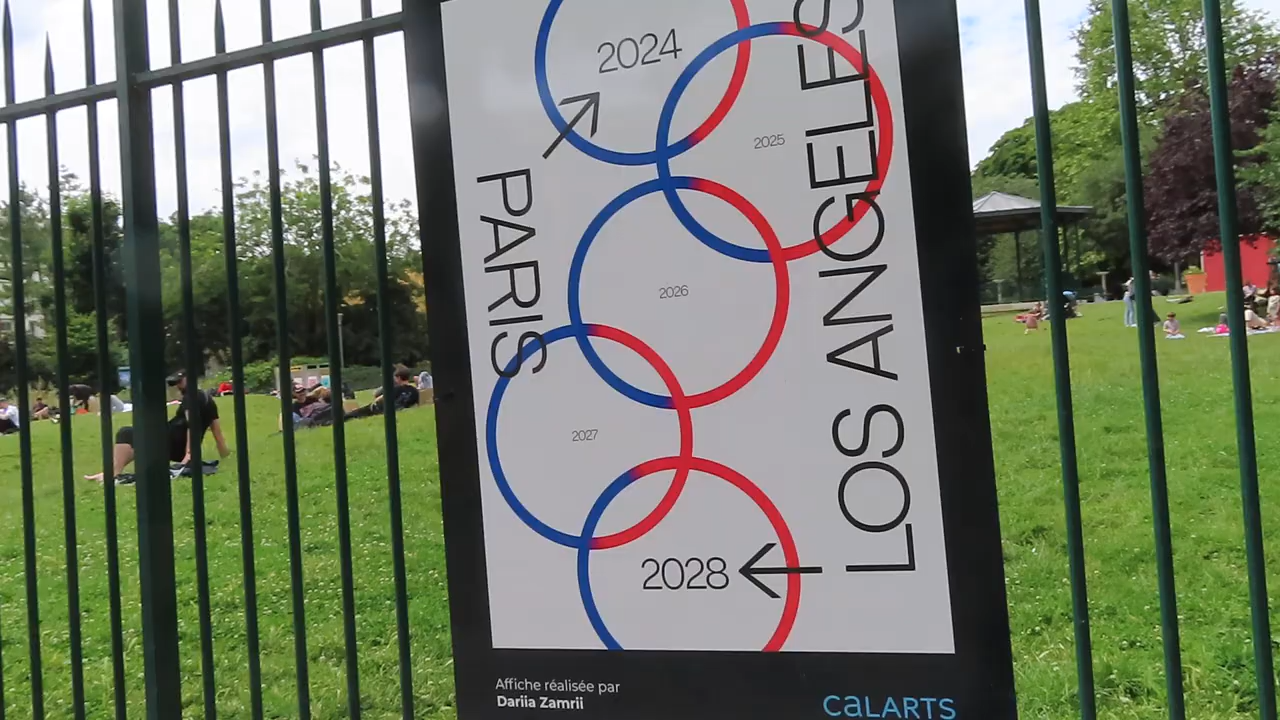 2024
2025
PARIS
LOS ANGELES
2026
2027
2028
Affiche réalisée par
Dariia Zamrii
CALARTS